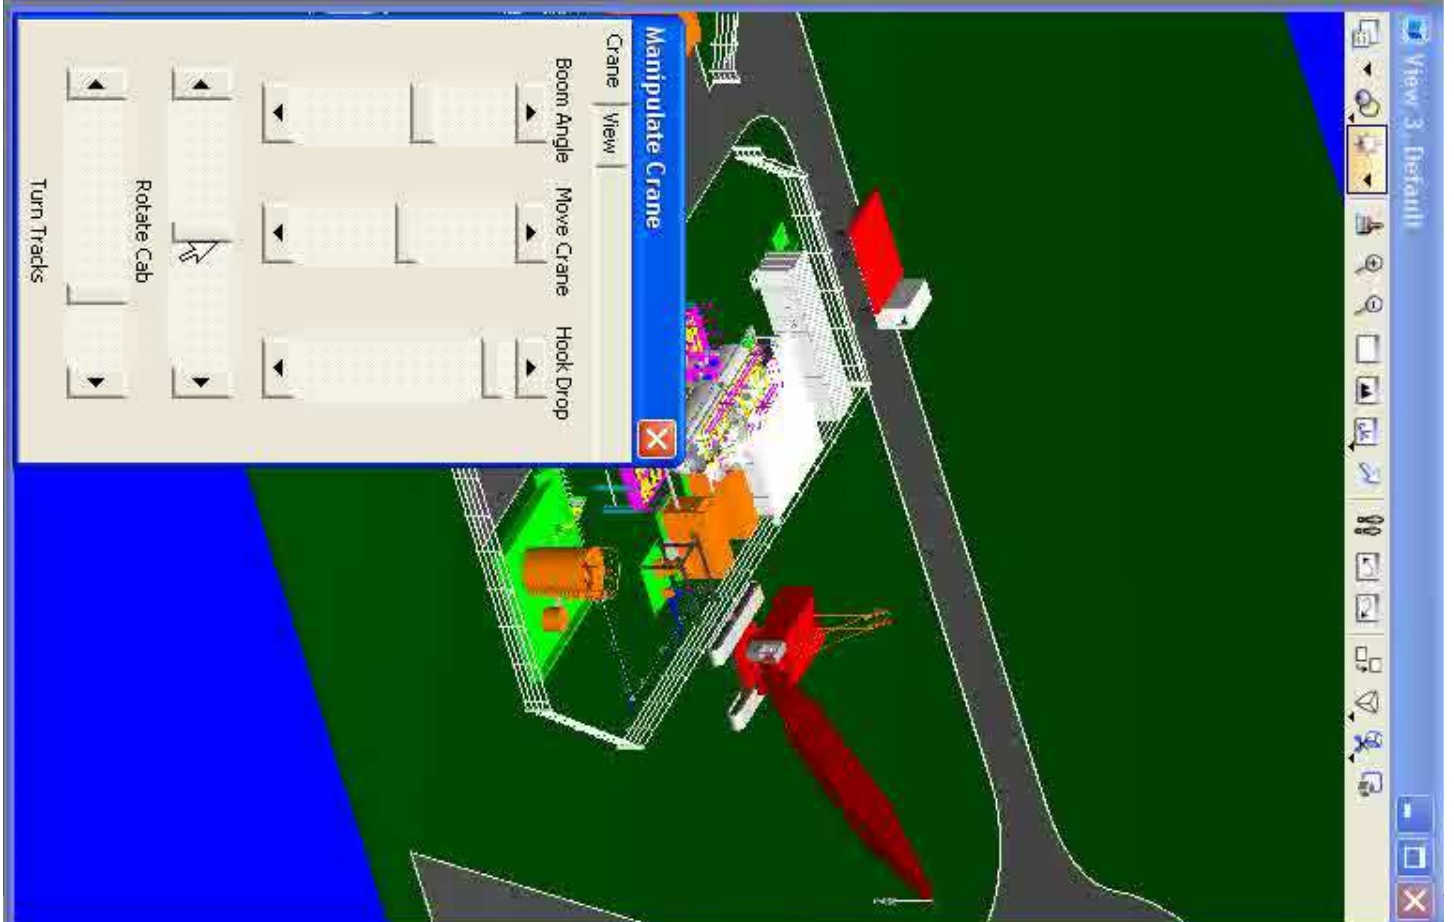 View 3, Default
Manipulate Crane
Crane View
Boom Angle Move Crane Hook Drop
Rotate Cab
Turn Tracks